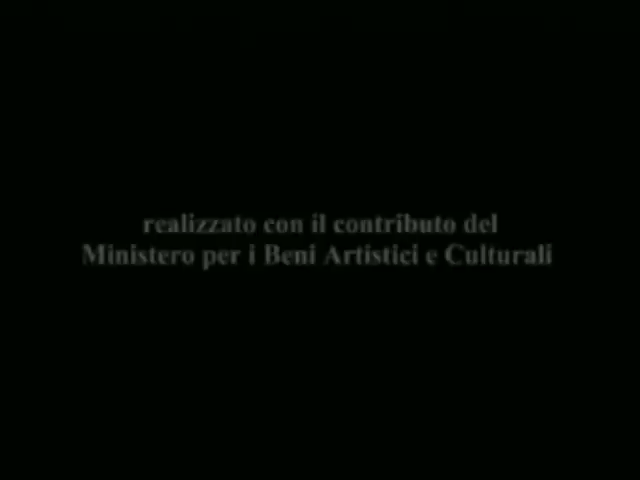 realizzato con il contributo del
Ministero per i Beni Artistici e Culturali